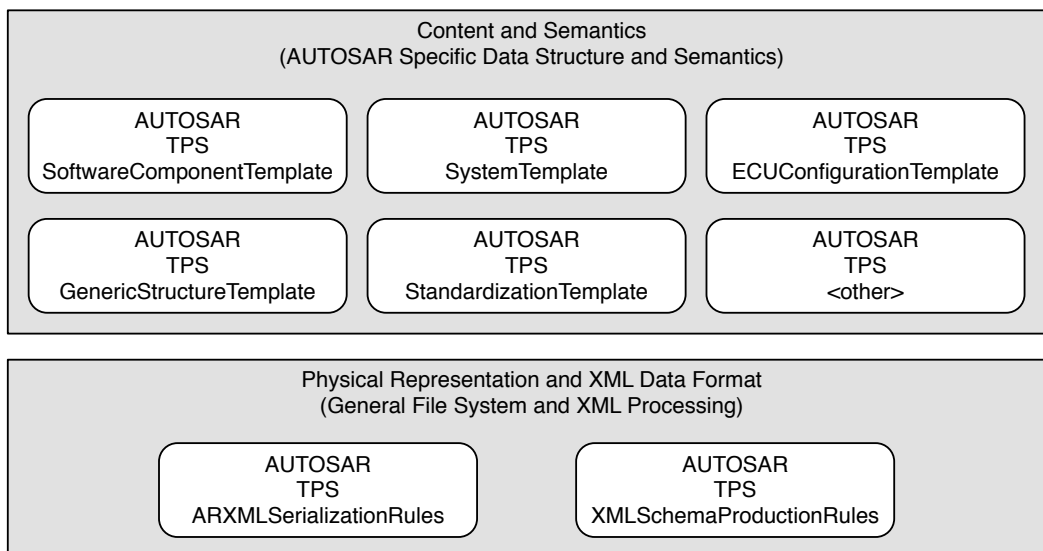 Content and Semantics
(AUTOSAR Specific Data Structure and Semantics)
AUTOSAR
TPS
SoftwareComponentTemplate
AUTOSAR
TPS
SystemTemplate
AUTOSAR
TPS
ECUConfigurationTemplate
AUTOSAR
TPS
GenericStructureTemplate
AUTOSAR
TPS
StandardizationTemplate
AUTOSAR
TPS
<other>
Physical Representation and XML Data Format
(General File System and XML Processing)
AUTOSAR
TPS
ARXMLSerializationRules
AUTOSAR
TPS
XMLSchemaProductionRules